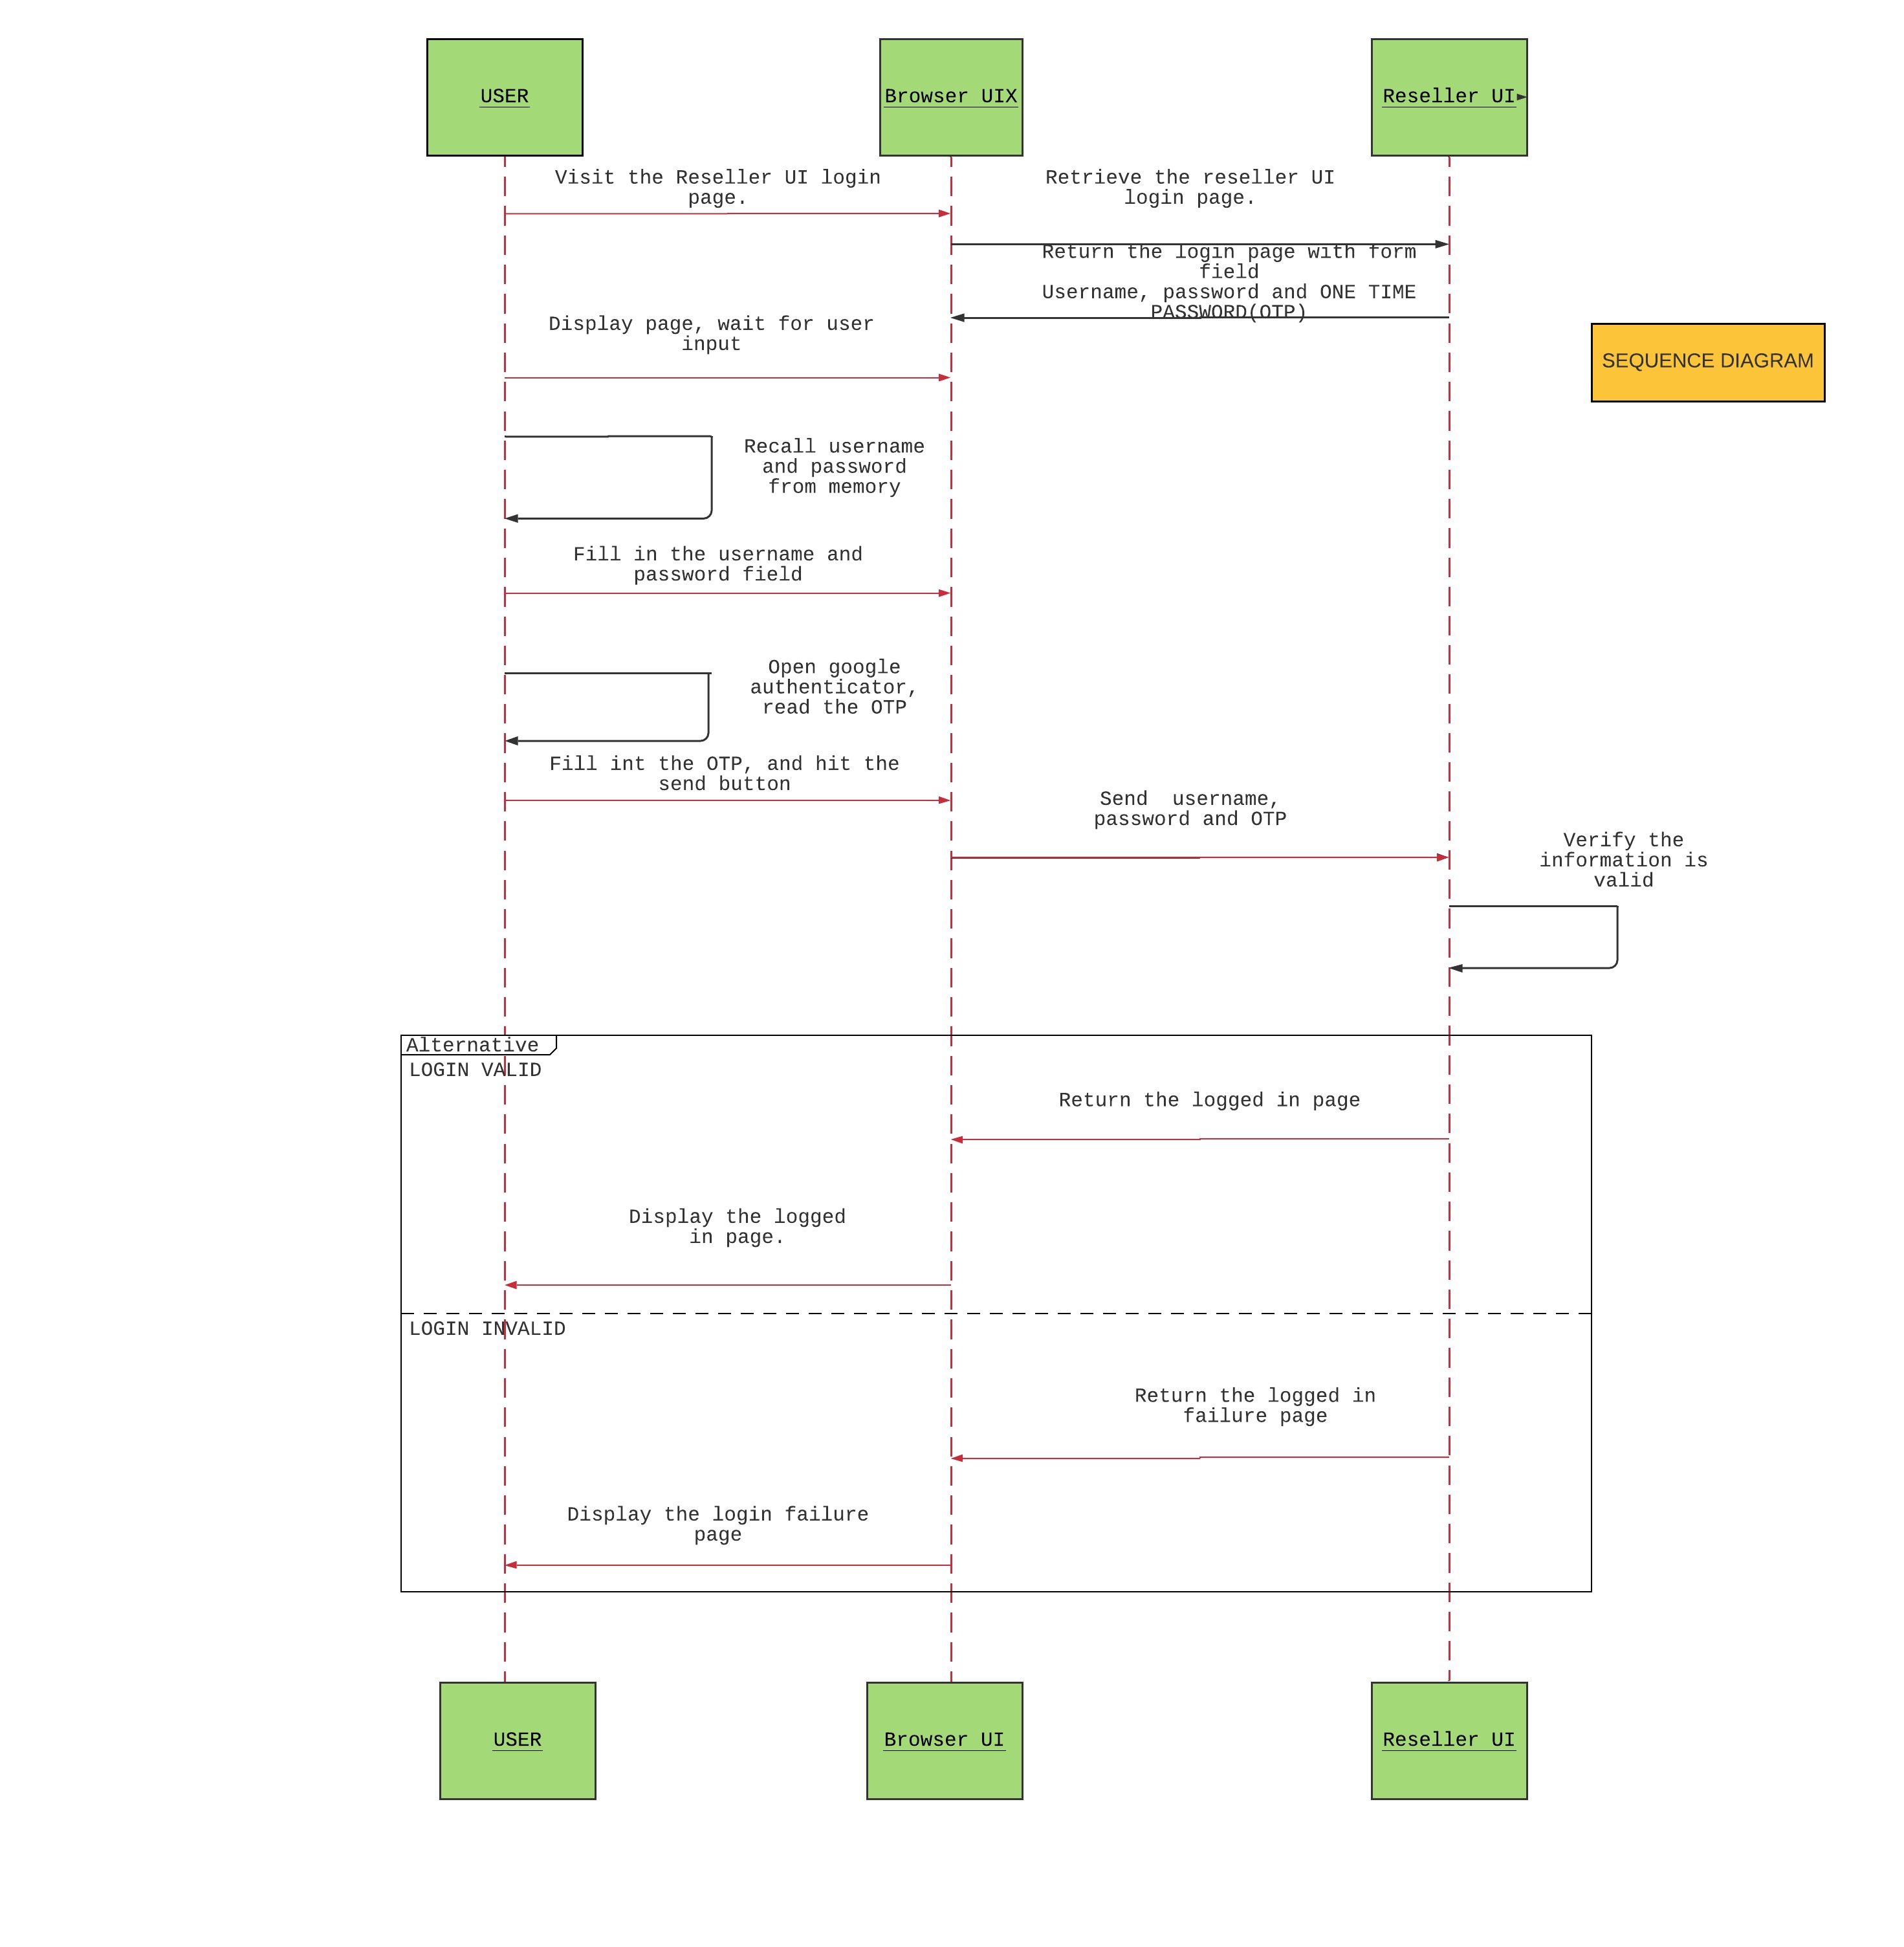 USER
Browser UIX
Reseller UI
Visit the Reseller UI login
page.
Retrieve the reseller UI
login page.
Return the login page with form
field
Username, password and ONE TIME
PASSWORD(OTP)
Display page, wait for user
input
SEQUENCE DIAGRAM
Recall username
and password
from memory
Fill in the username and
password field
Open google
authenticator,
read the OTP
Fill int the OTP, and hit the
send button
Send  username,
password and OTP
Verify the
information is
valid
Alternative
LOGIN VALID
Return the logged in page
Display the logged
in page.
LOGIN INVALID
Return the logged in
failure page
Display the login failure
page
USER
Browser UI
Reseller UI